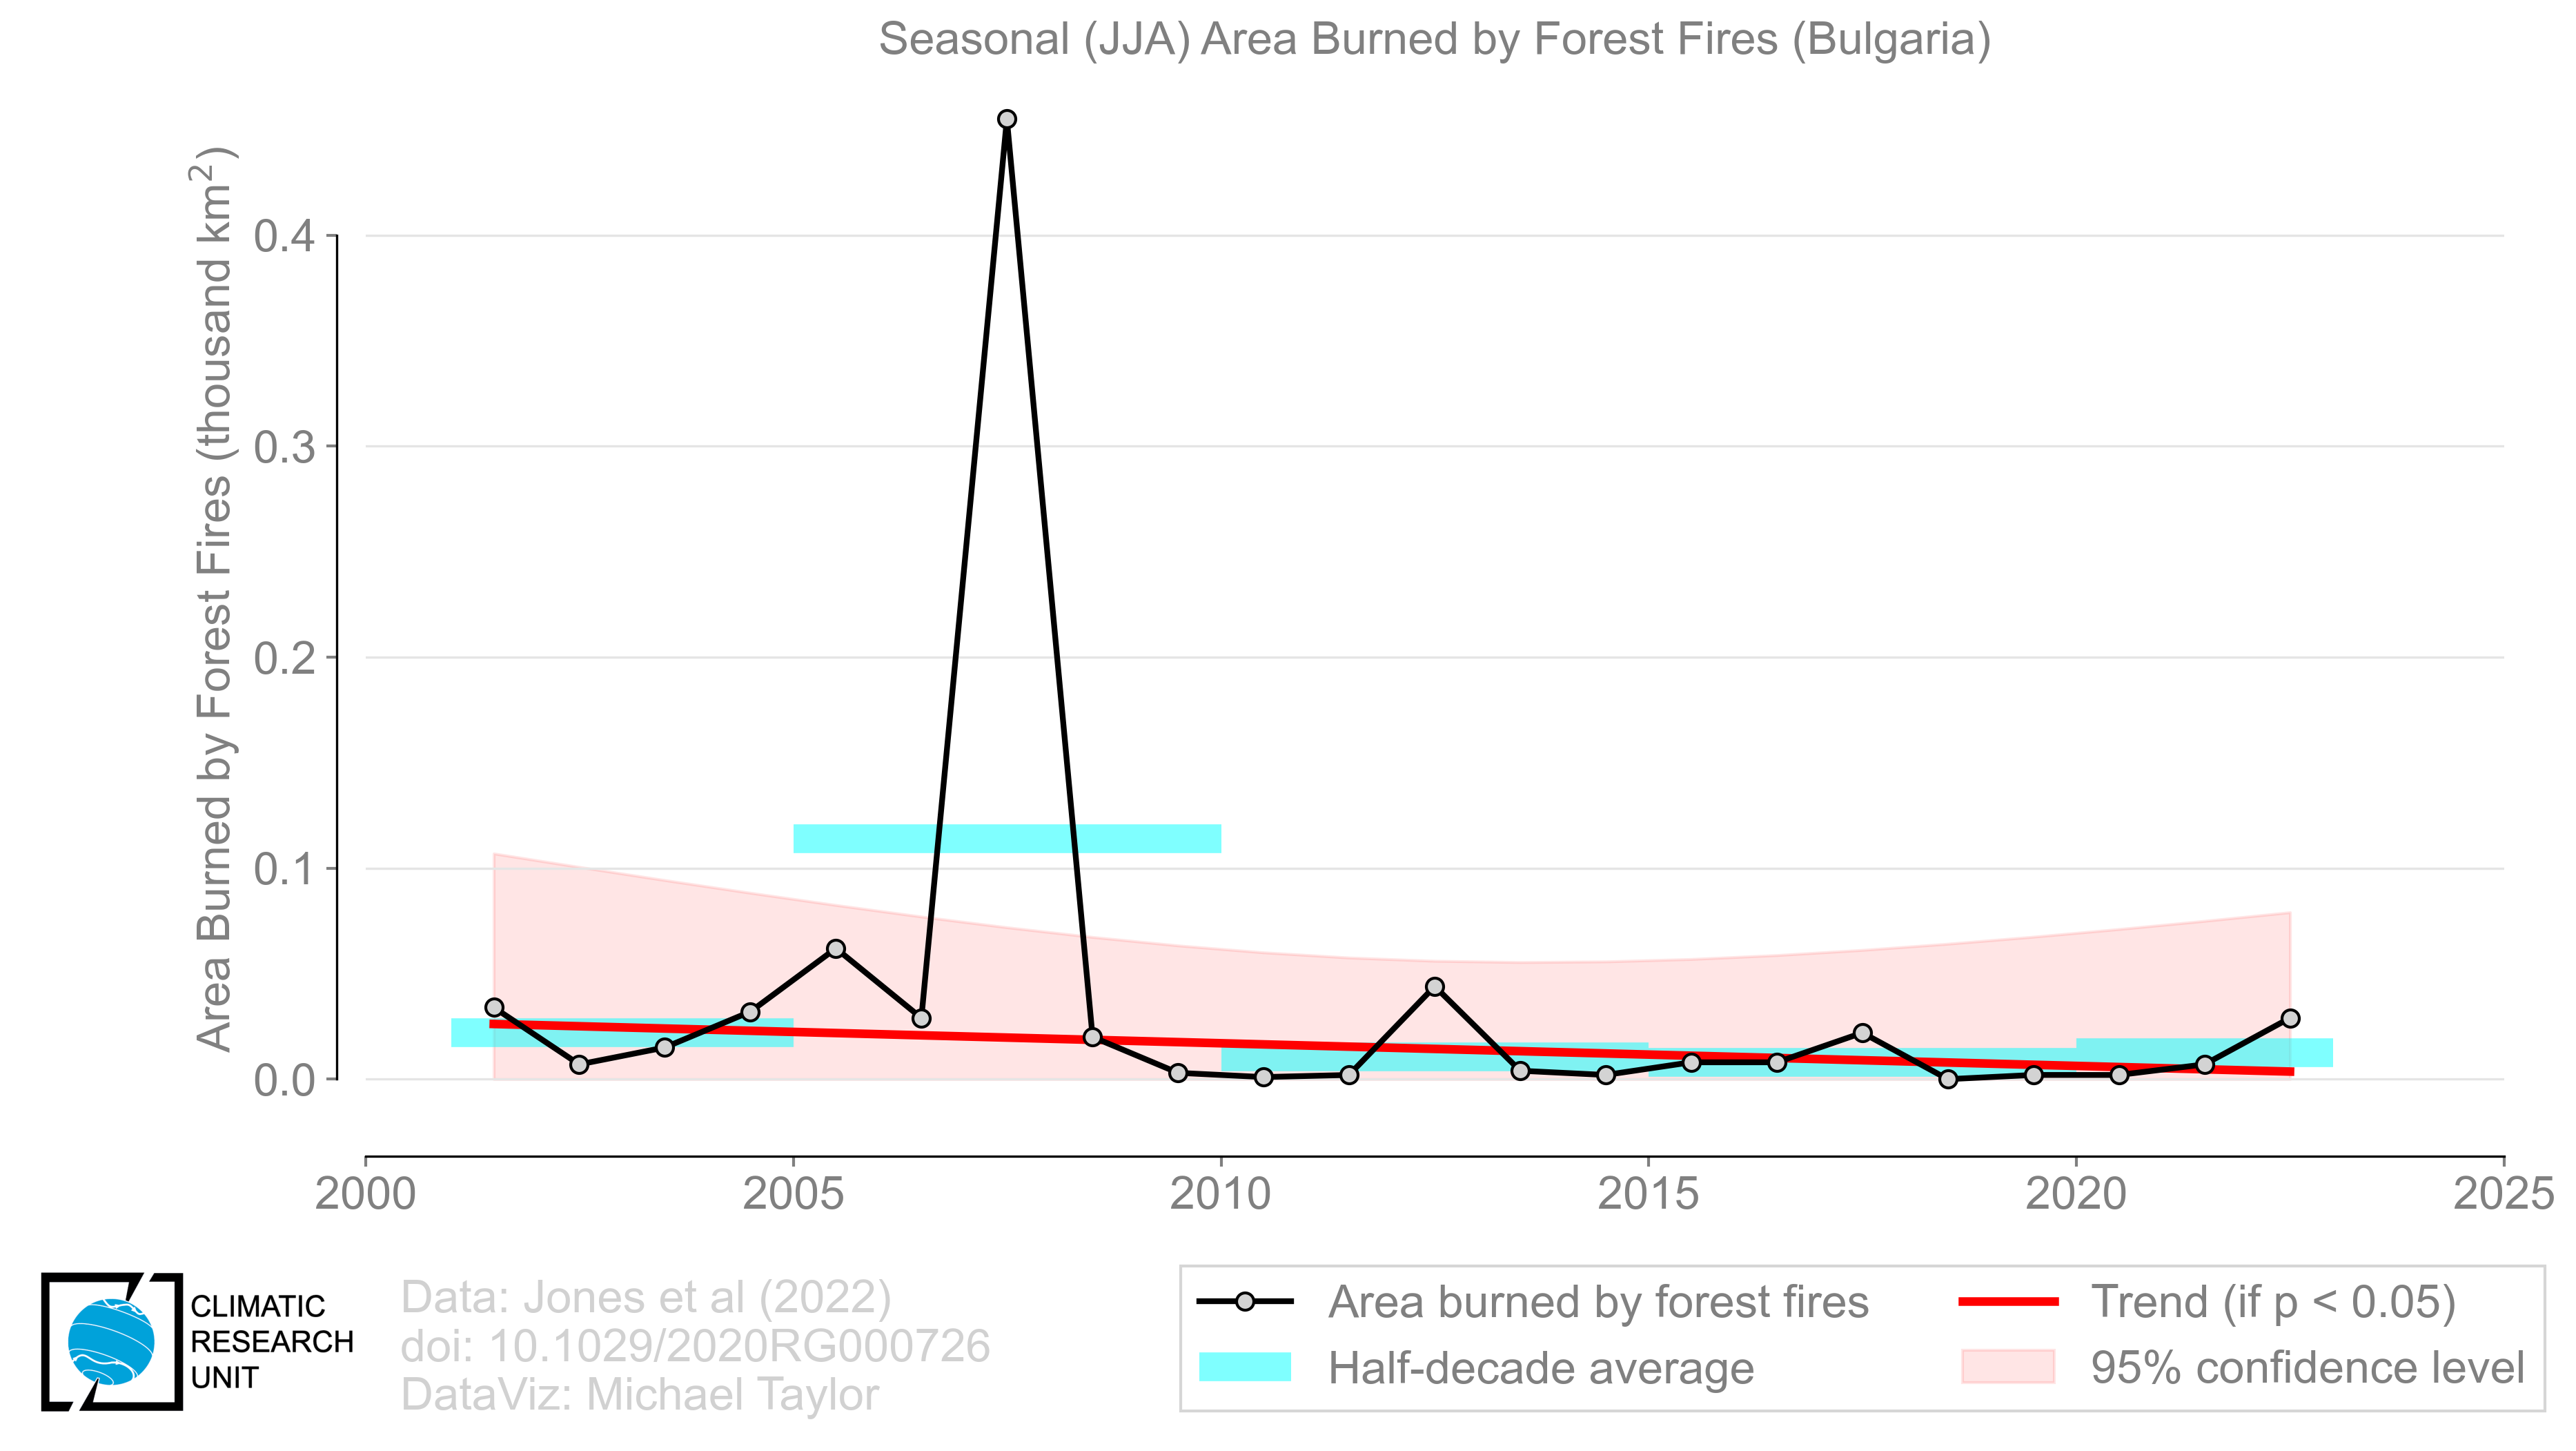 Seasonal (JJA) Area Burned by Forest Fires (Bulgaria)
Area Burned by Forest Fires (thousand km²)
0.4
0.3
0.2
0.1
0.0
2000 2005 2010 2015 2020 2025
CLIMATIC
RESEARCH
UNIT
Data: Jones et al (2022)
doi: 10.1029/2020RG000726
DataViz: Michael Taylor
Area burned by forest fires
Half-decade average
Trend (if p < 0.05)
95% confidence level